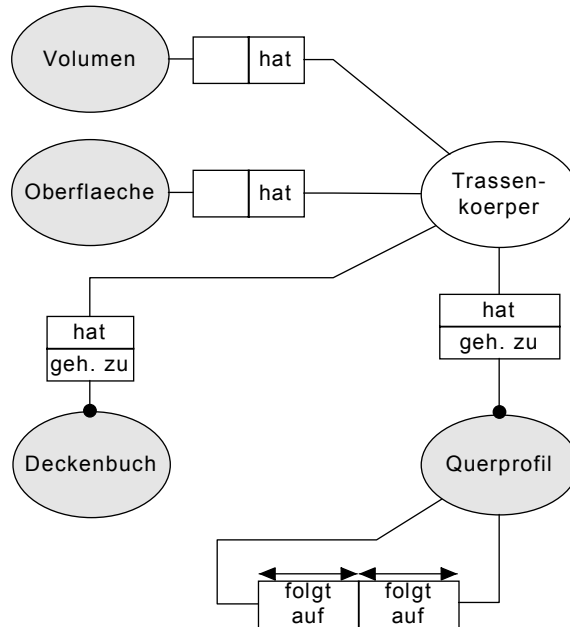 Volumen
hat
Oberflaeche
hat
Trassen-
koerper
hat
geh. zu
hat
geh. zu
Deckenbuch
Querprofil
folgt
auf
folgt
auf